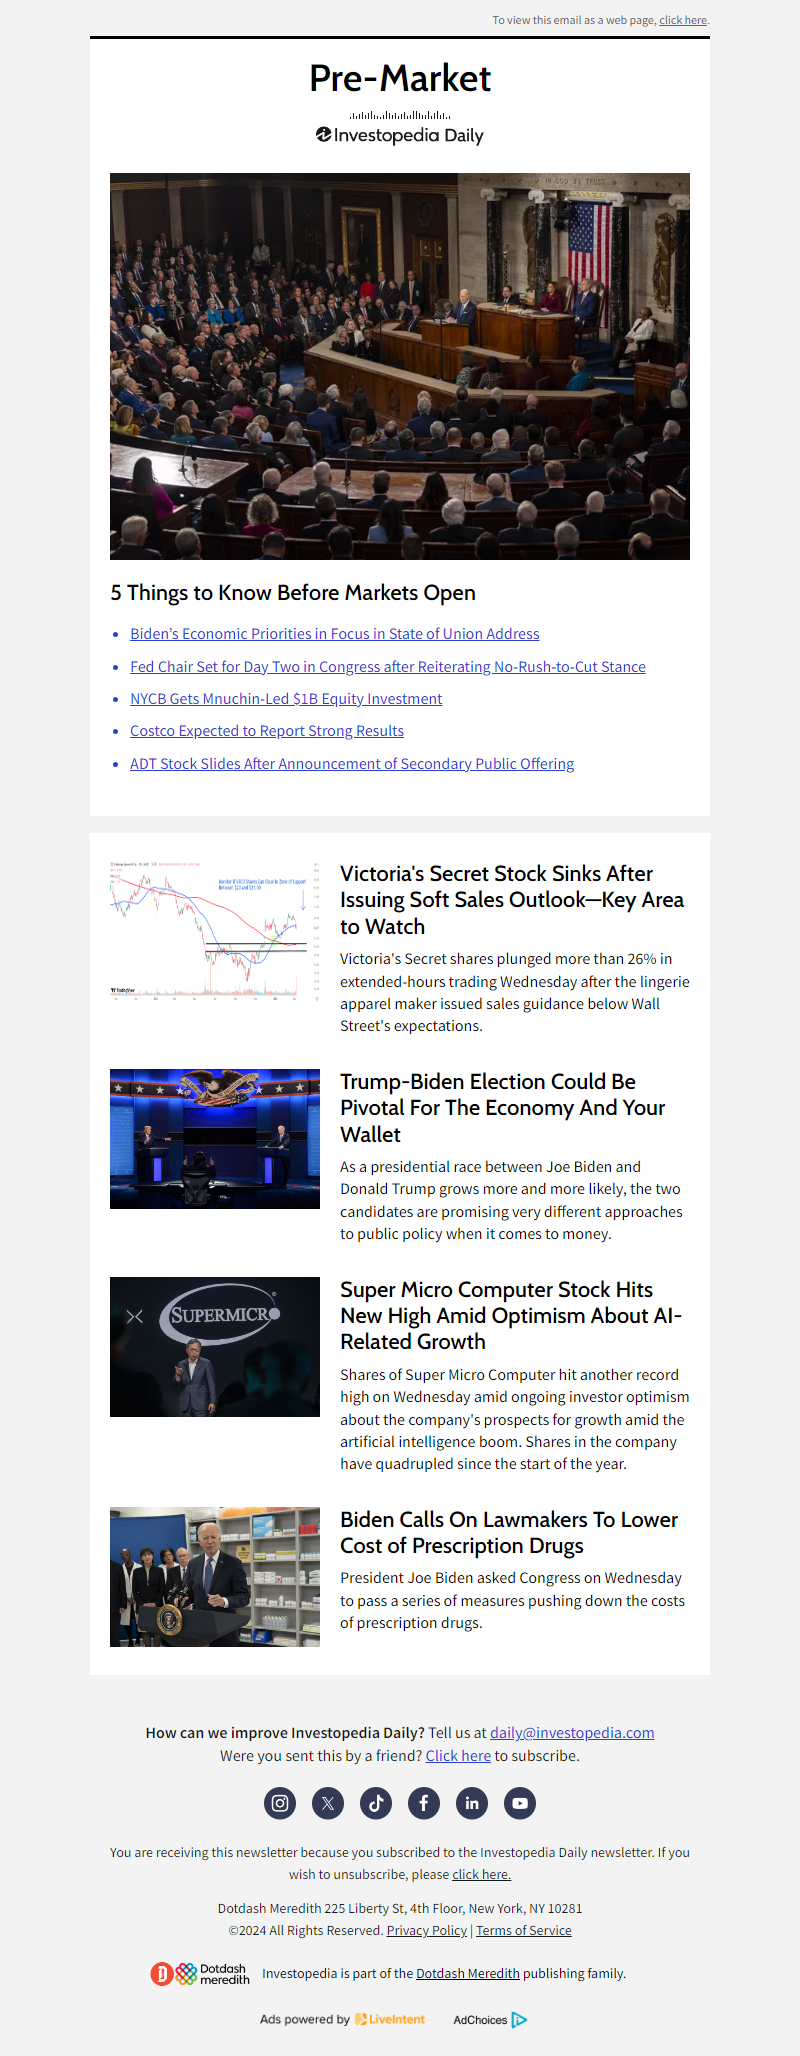 To view this email as a web page, click here.
Pre-Market
Investopedia Daily
IN GOD WE TRUST
5 Things to Know Before Markets Open
• Biden’s Economic Priorities in Focus in State of Union Address
• Fed Chair Set for Day Two in Congress after Reiterating No-Rush-to-Cut Stance
• NYCB Gets Mnuchin-Led $1B Equity Investment
• Costco Expected to Report Strong Results
• ADT Stock Slides After Announcement of Secondary Public Offering
Monitor If VSCO Shares Can Close In Zone of Support
TradingView
Victoria's Secret Stock Sinks After
Issuing Soft Sales Outlook—Key Area
to Watch
Victoria's Secret shares plunged more than 26% in
extended-hours trading Wednesday after the lingerie
apparel maker issued sales guidance below Wall
Street's expectations.
Trump-Biden Election Could Be
Pivotal For The Economy And Your
Wallet
As a presidential race between Joe Biden and
Donald Trump grows more and more likely, the two
candidates are promising very different approaches
to public policy when it comes to money.
SUPERMICRO
Super Micro Computer Stock Hits
New High Amid Optimism About AI-
Related Growth
Shares of Super Micro Computer hit another record
high on Wednesday amid ongoing investor optimism
about the company's prospects for growth amid the
artificial intelligence boom. Shares in the company
have quadrupled since the start of the year.
Biden Calls On Lawmakers To Lower
Cost of Prescription Drugs
President Joe Biden asked Congress on Wednesday
to pass a series of measures pushing down the costs
of prescription drugs.
How can we improve Investopedia Daily? Tell us at daily@investopedia.com
Were you sent this by a friend? Click here to subscribe.
You are receiving this newsletter because you subscribed to the Investopedia Daily newsletter. If you
wish to unsubscribe, please click here.
Dotdash Meredith 225 Liberty St, 4th Floor, New York, NY 10281
©2024 All Rights Reserved. Privacy Policy | Terms of Service
Dotdash
meredith
Investopedia is part of the Dotdash Meredith publishing family.
Ads powered by LiveIntent
AdChoices